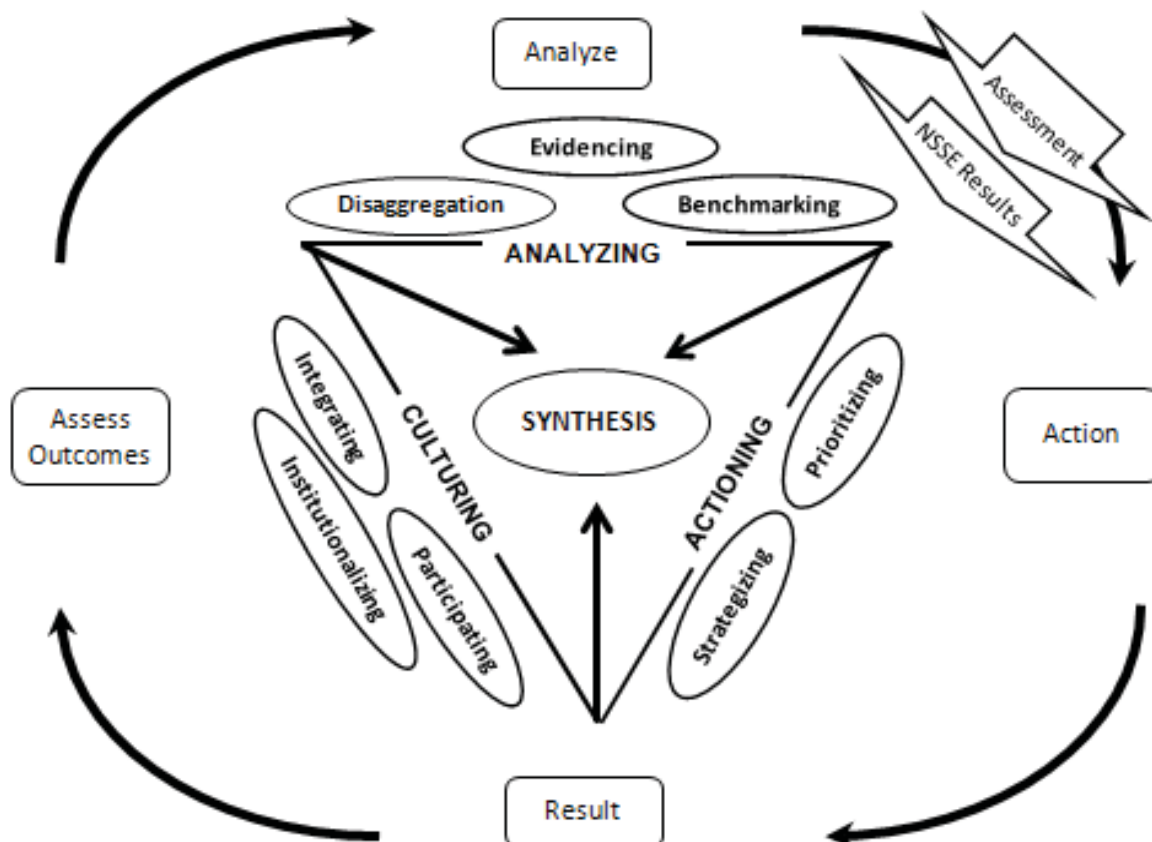 Analyze
Assessment
NSSE Results
Evidencing
Disaggregation
Benchmarking
ANALYZING
Integrating
Institutionalizing
Participating
CULTURING
SYNTHESIS
ACTIONING
Prioritizing
Strategizing
Assess
Outcomes
Action
Result